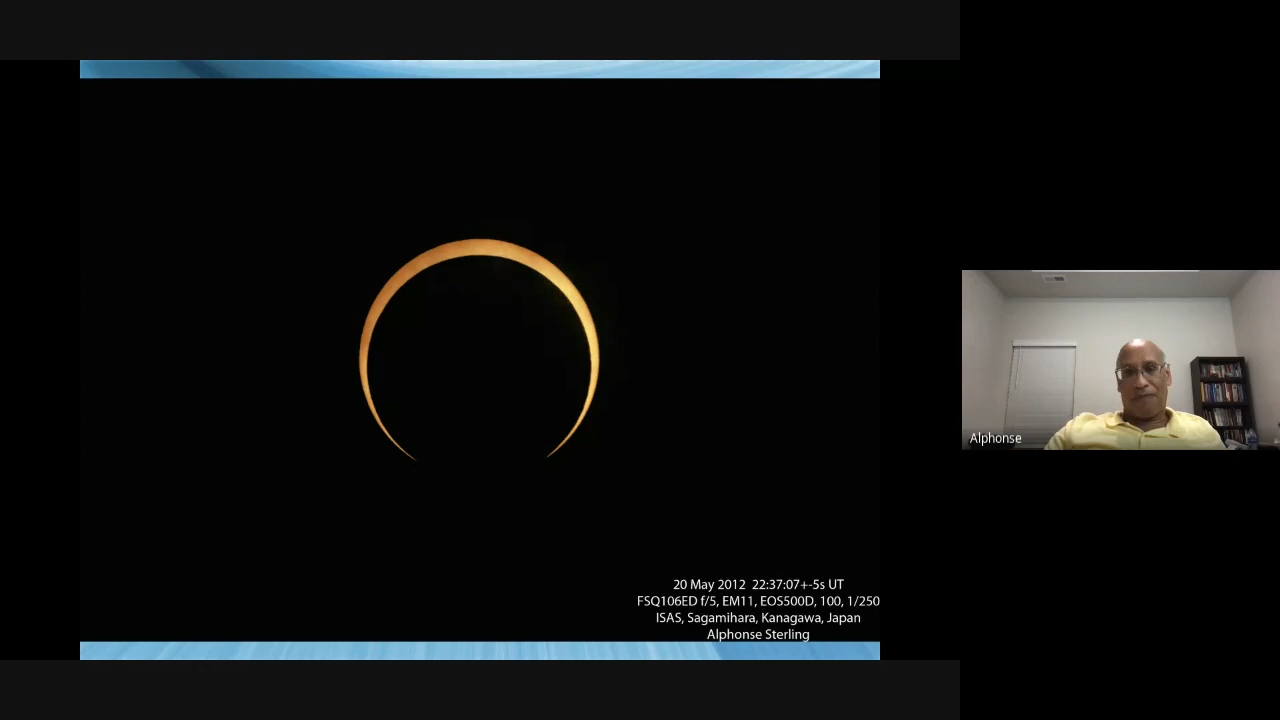 20 May 2012 22:37:07+-5s UT
FSQ106ED f/5, EM11, EOS500D, 100, 1/250
ISAS, Sagamihara, Kanagawa, Japan
Alphonse Sterling
Alphonse